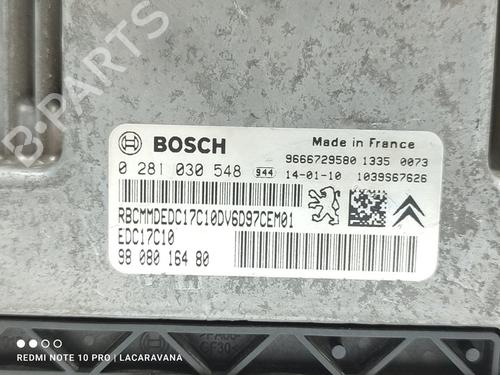 B-PARTS
BOSCH
Made in France
9666729580 1335 0073
0 281 030 548 944 14-01-10 1039S67626
RBCMMDEDC17C10DV6D97CEM01
EDC17C10
98 080 164 80
REDMI NOTE 10 PRO | LACARAVANA